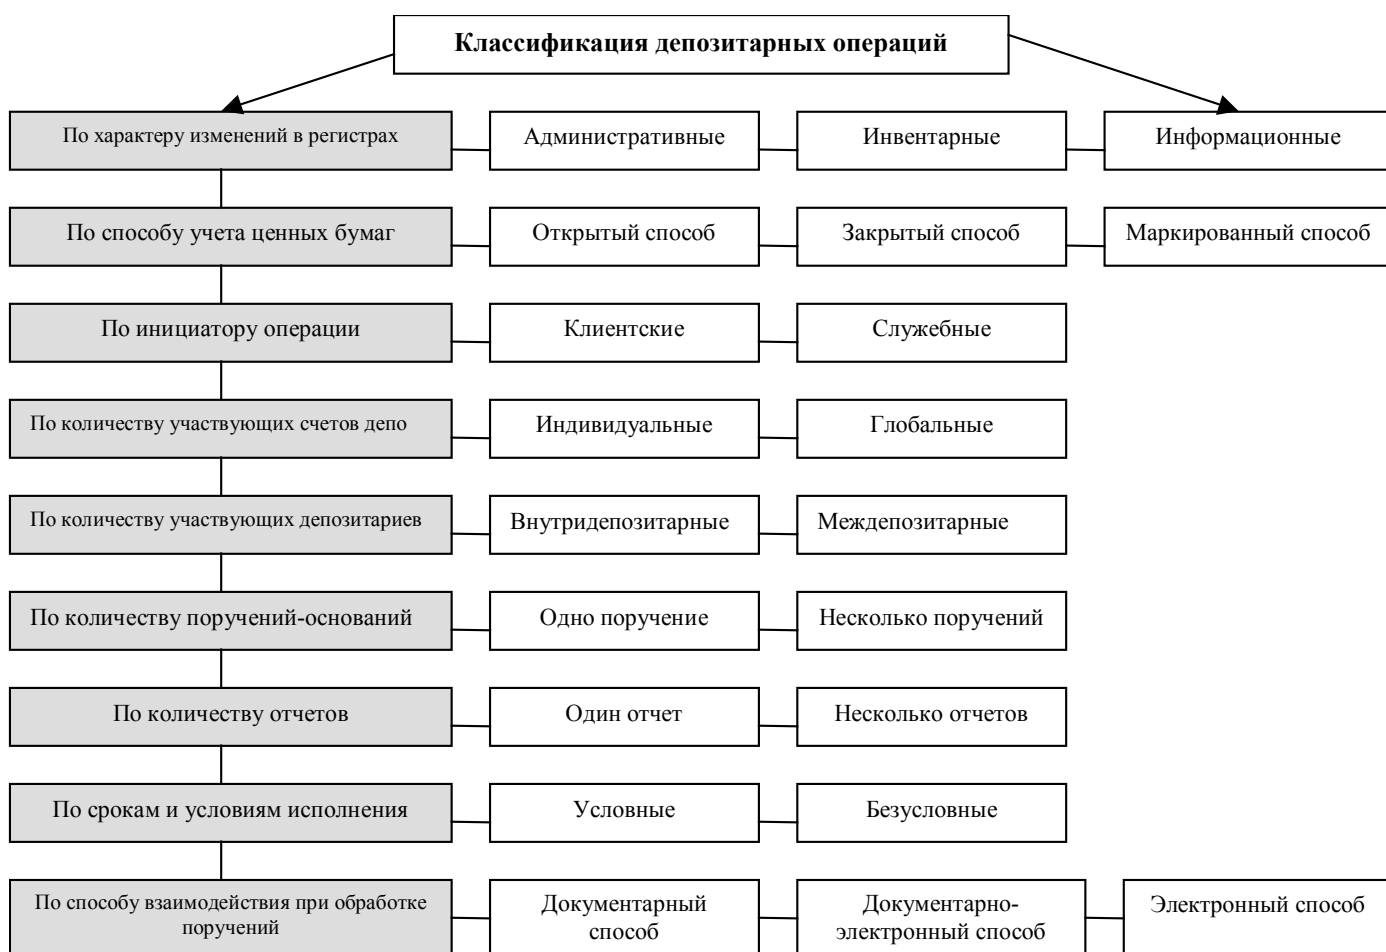 Классификация депозитарных операций
По характеру изменений в регистрах
Административные
Инвентарные
Информационные
По способу учета ценных бумаг
Открытый способ
Закрытый способ
Маркированный способ
По инициатору операции
Клиентские
Служебные
По количеству участвующих счетов депо
Индивидуальные
Глобальные
По количеству участвующих депозитариев
Внутридепозитарные
Междепозитарные
По количеству поручений-оснований
Одно поручение
Несколько поручений
По количеству отчетов
Один отчет
Несколько отчетов
По срокам и условиям исполнения
Условные
Безусловные
По способу взаимодействия при обработке
поручений
Документарный
способ
Документарно-
электронный способ
Электронный способ